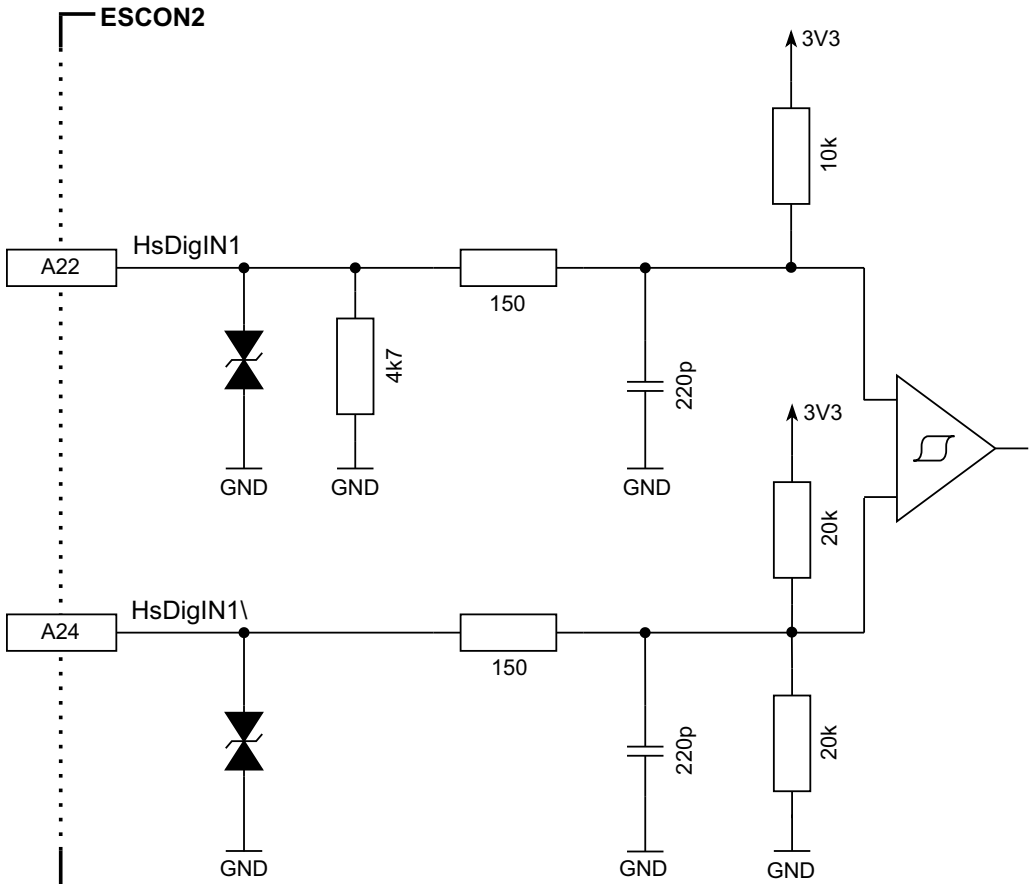 ESCON2
3V3
10k
HsDigIN1
A22
150
4k7
220p
3V3
GND
GND
GND
20k
HsDigIN1\
A24
150
220p
20k
GND
GND
GND